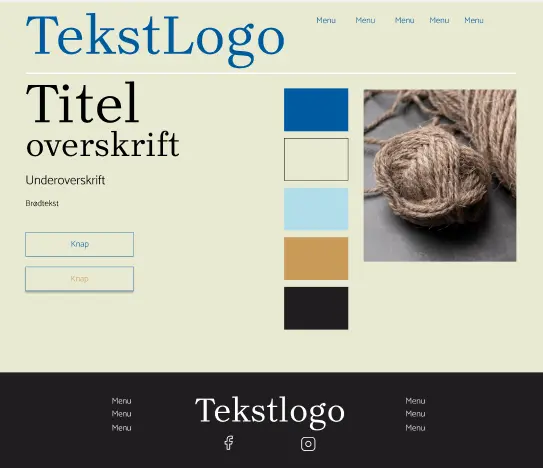 TekstLogo
Menu Menu Menu Menu Menu
Titel
overskrift
Underoverskrift
Brødtekst
Knap
Knap
Menu
Menu
Menu
Tekstlogo
Menu
Menu
Menu